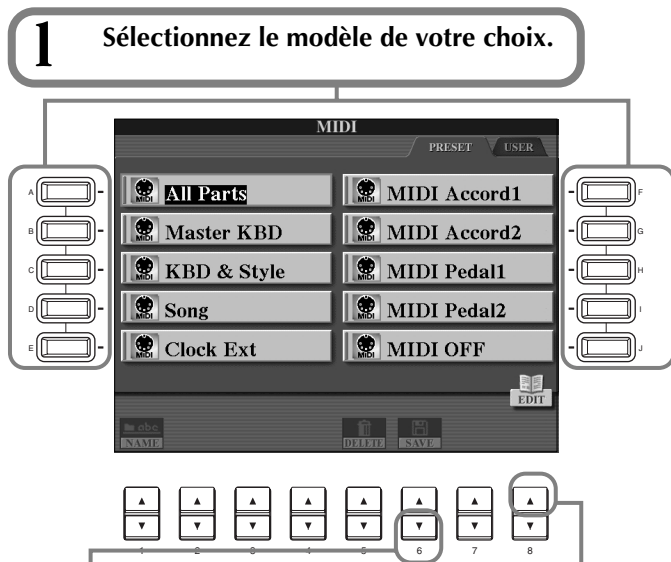 1 Sélectionnez le modèle de votre choix.
MIDI
PRESET USER
A All Parts MIDI Accord1 F
B Master KBD MIDI Accord2 G
C KBD & Style MIDI Pedal1 H
D Song MIDI Pedal2 I
E Clock Ext MIDI OFF J
EDIT
abc
NAME DELETE SAVE
1 2 3 4 5 6 7 8